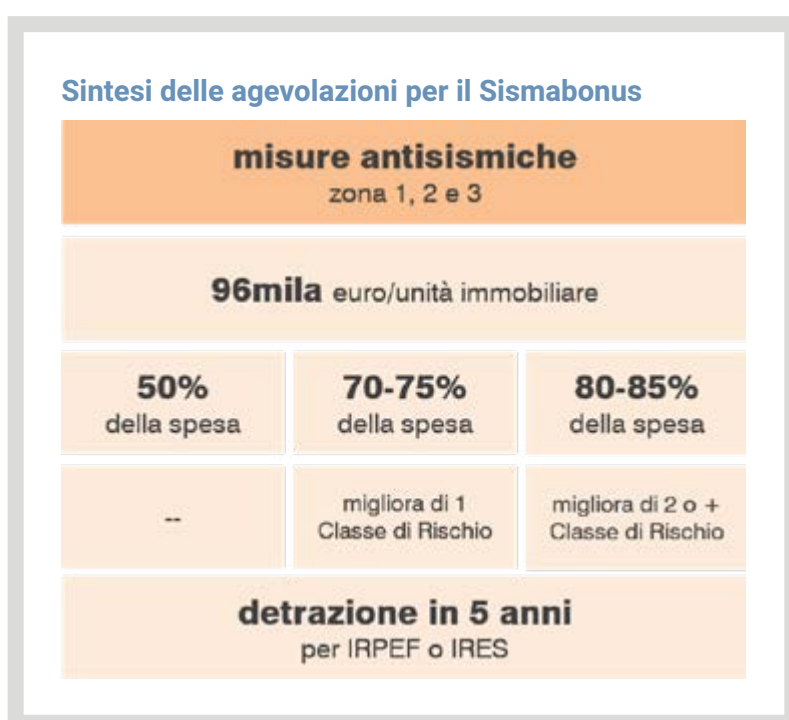 Sintesi delle agevolazioni per il Sismabonus
misure antisismiche
zona 1, 2 e 3
96mila euro/unità immobiliare
50%
della spesa
70-75%
della spesa
80-85%
della spesa
--
migliora di 1
Classe di Rischio
migliora di 2 o +
Classe di Rischio
detrazione in 5 anni
per IRPEF o IRES